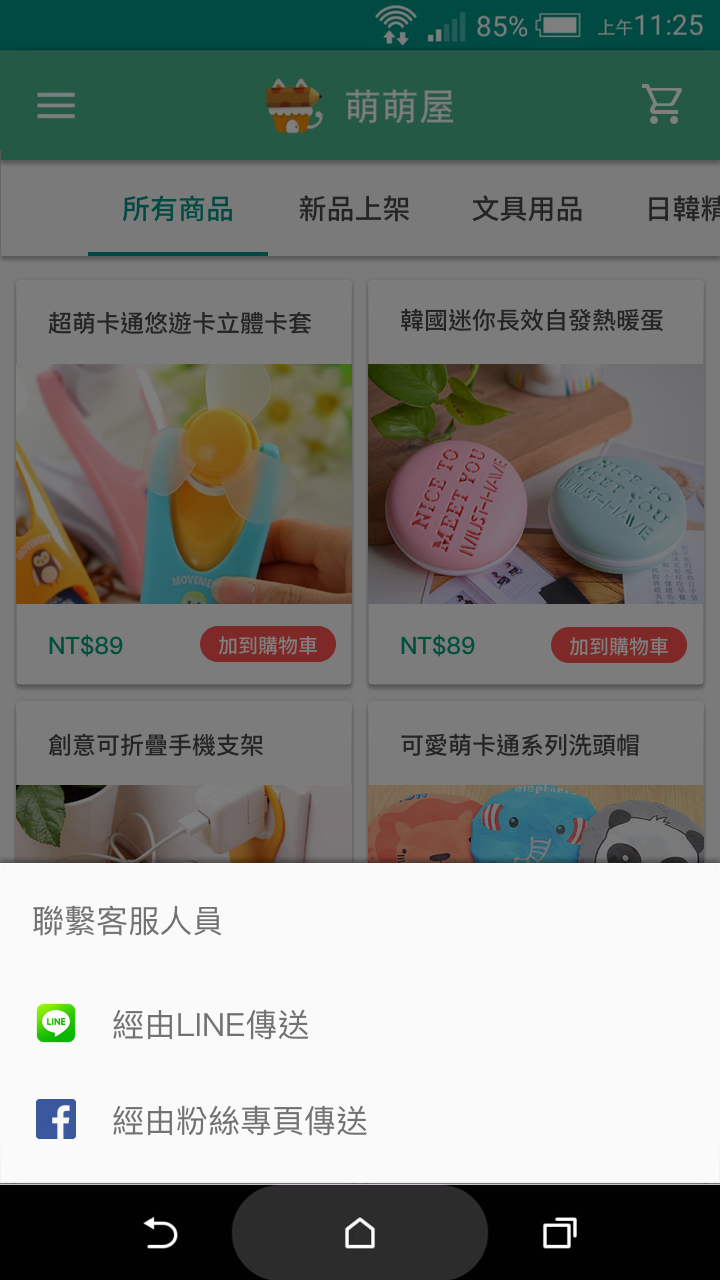 85% 上午11:25
萌萌屋
所有商品 新品上架 文具用品 日韓精
超萌卡通悠遊卡立體卡套
韓國迷你長效自發熱暖蛋
MOVEMENT
NICE TO
MEET YOU
MUST-HAVE
NICE TO
MEET YOU
MUST-HAVE
NT$89 加到購物車
NT$89 加到購物車
創意可折疊手機支架
可愛萌卡通系列洗頭帽
elephant
聯繫客服人員
LINE
經由LINE傳送
f
經由粉絲專頁傳送